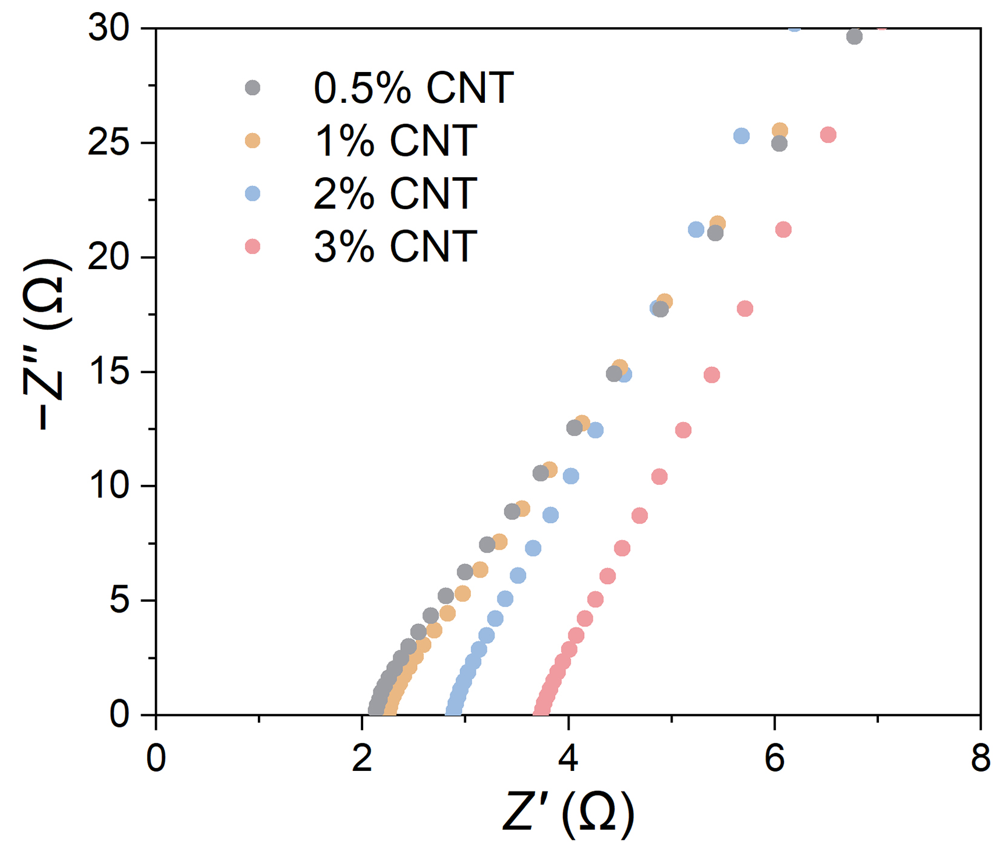 30
25
20
15
10
5
0
−Z″ (Ω)
0.5% CNT
1% CNT
2% CNT
3% CNT
0 2 4 6 8
Z′ (Ω)